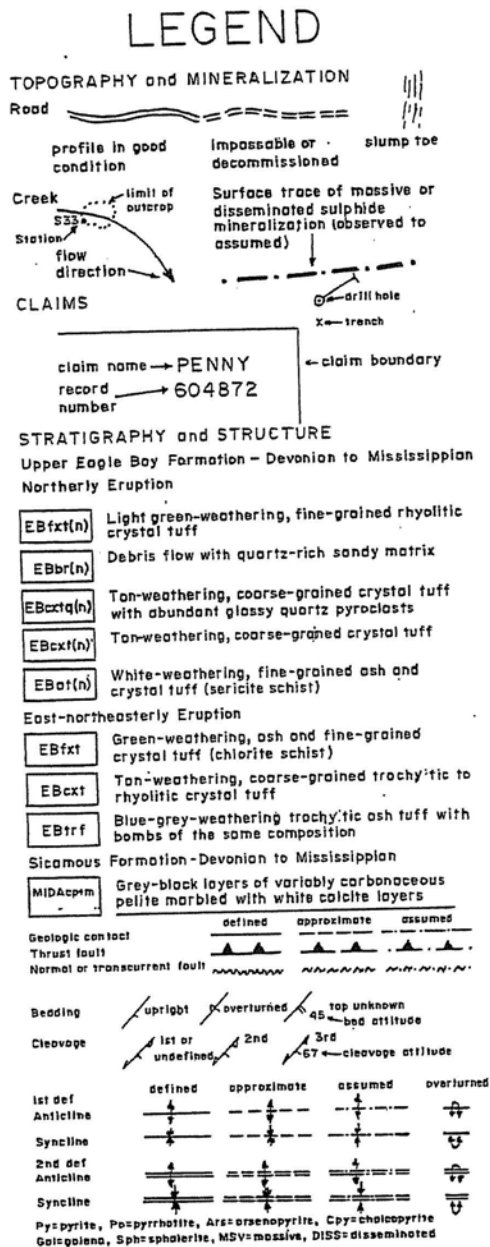 LEGEND
TOPOGRAPHY and MINERALIZATION
Road
profile in good condition
impassable or decommissioned
slump toe
Creek
limit of outcrop
S33
Station
flow direction
Surface trace of massive or disseminated sulphide mineralization (observed to assumed)
drill hole
x trench
CLAIMS
claim name → PENNY
record number → 604872
← claim boundary
STRATIGRAPHY and STRUCTURE
Upper Eagle Bay Formation - Devonian to Mississippian
Northerly Eruption
EBfxt(n) Light green-weathering, fine-grained rhyolitic
crystal tuff
EBbr(n) Debris flow with quartz-rich sandy matrix
EBcxtq(n) Tan-weathering, coarse-grained crystal tuff
with abundant glassy quartz pyroclasts
EBcxt(n) Tan-weathering, coarse-grained crystal tuff
EBat(n) White-weathering, fine-grained ash and
crystal tuff (sericite schist)
East-northeasterly Eruption
EBfxt Green-weathering, ash and fine-grained
crystal tuff (chlorite schist)
EBcxt Tan-weathering, coarse-grained trachytic to
rhyolitic crystal tuff
EBtrf Blue-grey-weathering trachytic ash tuff with
bombs of the same composition
Sicamous Formation - Devonian to Mississippian
Grey-black layers of variably carbonaceous
pelite marbled with white calcite layers
defined approximate assumed
Geologic contact
Thrust fault
Normal or transcurrent fault
Bedding upright overturned 45 top unknown
bed attitude
Cleavage 1st or undefined 2nd 3rd
67 cleavage attitude
defined approximate assumed overturned
1st def
Anticline
Syncline
2nd def
Anticline
Syncline
Py=pyrite, Po=pyrrhotite, Ars=arsenopyrite, Cpy=chalcopyrite
Gal=galena, Sph=sphalerite, MSV=massive, DISS=disseminated